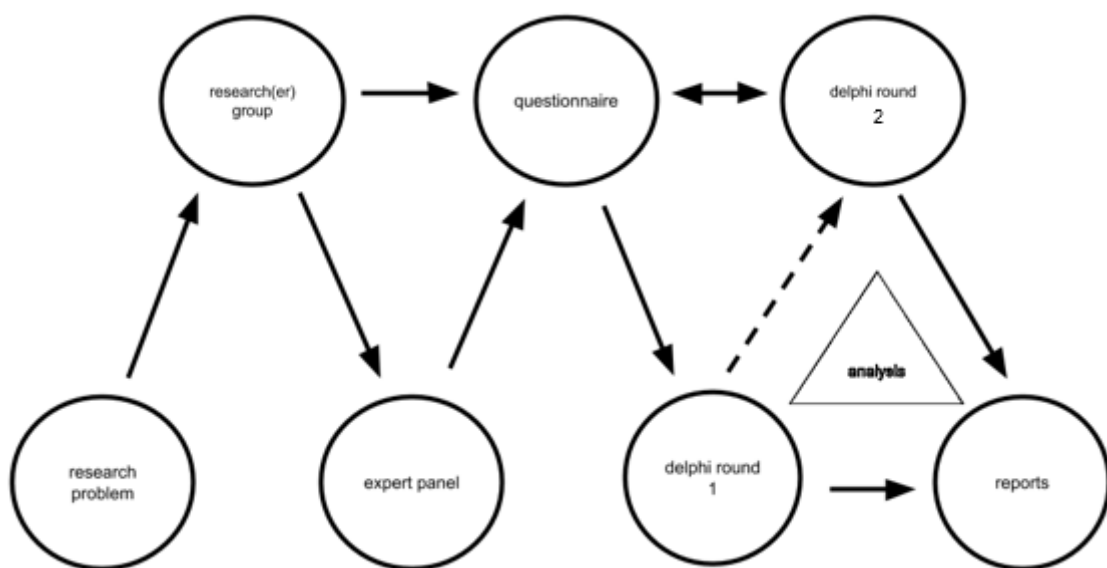 research(er)
group
questionnaire
delphi round
2
analysis
research
problem
expert panel
delphi round
1
reports